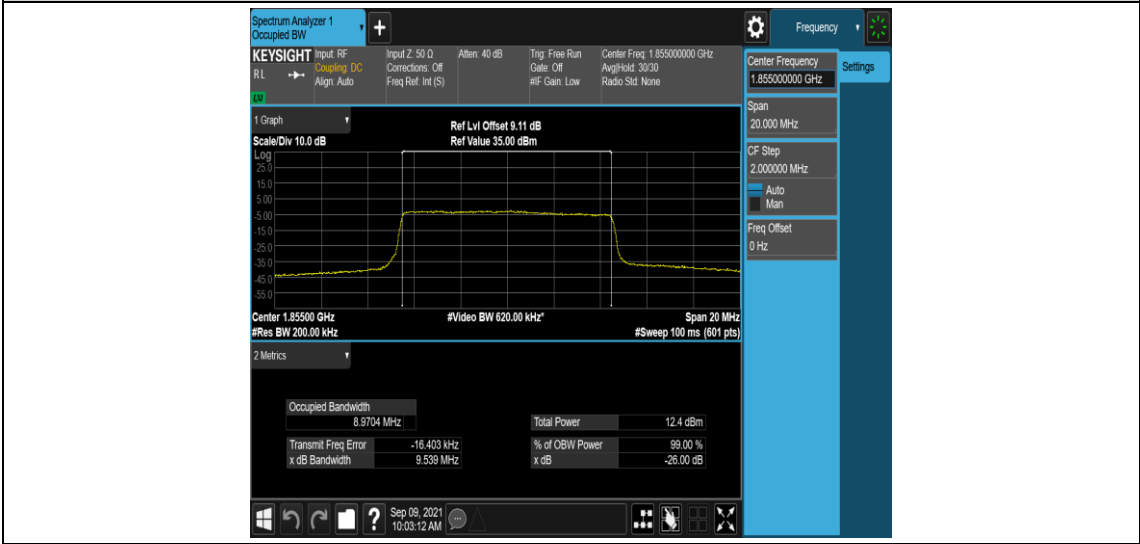 Spectrum Analyzer 1
Occupied BW
+
Frequency
KEYSIGHT Input: RF Input Z: 50 Ω Atten: 40 dB Trig: Free Run Center Freq: 1.855000000 GHz
RL Coupling: DC Corrections: Off Gate: Off Avg|Hold: 30/30
Align: Auto Freq Ref: Int (S) #IF Gain: Low Radio Std: None
Center Frequency
1.855000000 GHz
Settings
Span
20.000 MHz
CF Step
2.000000 MHz
Auto
Man
Freq Offset
0 Hz
1 Graph
Ref Lvl Offset 9.11 dB
Scale/Div 10.0 dB Ref Value 35.00 dBm
Log
25.0
15.0
5.00
-5.00
-15.0
-25.0
-35.0
-45.0
-55.0
Center 1.85500 GHz #Video BW 620.00 kHz* Span 20 MHz
#Res BW 200.00 kHz #Sweep 100 ms (601 pts)
2 Metrics
Occupied Bandwidth
8.9704 MHz Total Power 12.4 dBm
Transmit Freq Error -16.403 kHz % of OBW Power 99.00 %
x dB Bandwidth 9.539 MHz x dB -26.00 dB
? Sep 09, 2021
10:03:12 AM